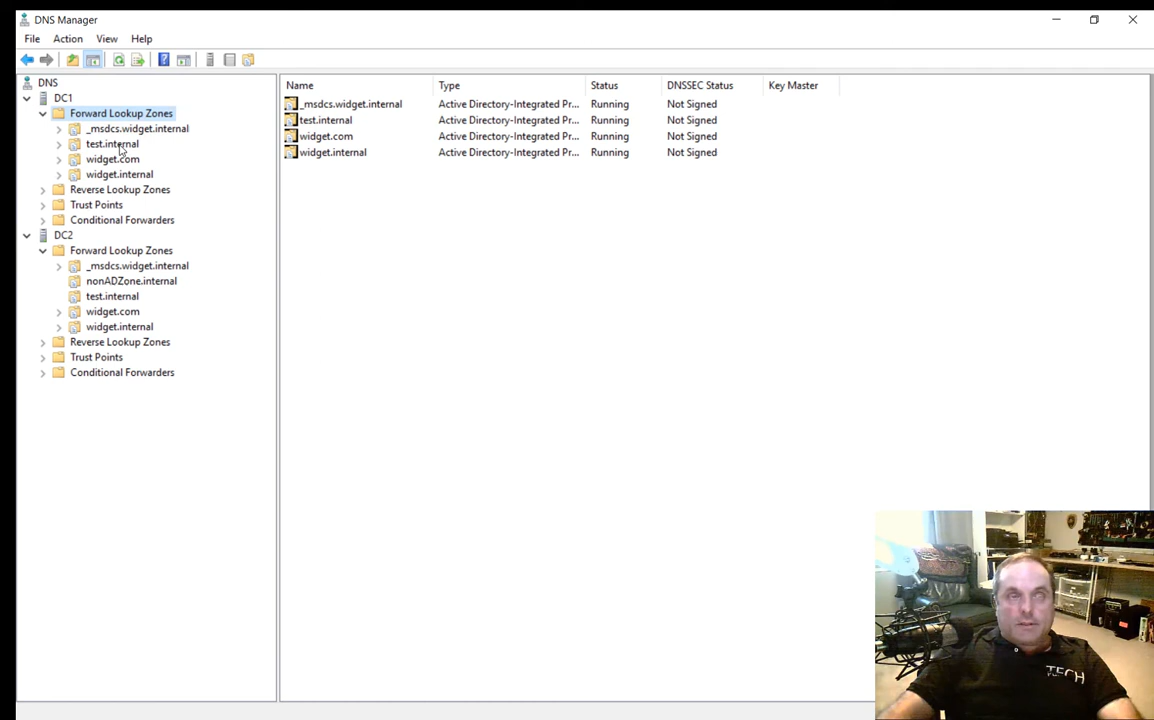 DNS Manager
File Action View Help
DNS
DC1
Forward Lookup Zones
_msdcs.widget.internal
test.internal
widget.com
widget.internal
Reverse Lookup Zones
Trust Points
Conditional Forwarders
DC2
Forward Lookup Zones
_msdcs.widget.internal
nonADZone.internal
test.internal
widget.com
widget.internal
Reverse Lookup Zones
Trust Points
Conditional Forwarders
Name Type Status DNSSEC Status Key Master
_msdcs.widget.internal Active Directory-Integrated Pr... Running Not Signed
test.internal Active Directory-Integrated Pr... Running Not Signed
widget.com Active Directory-Integrated Pr... Running Not Signed
widget.internal Active Directory-Integrated Pr... Running Not Signed
TECH